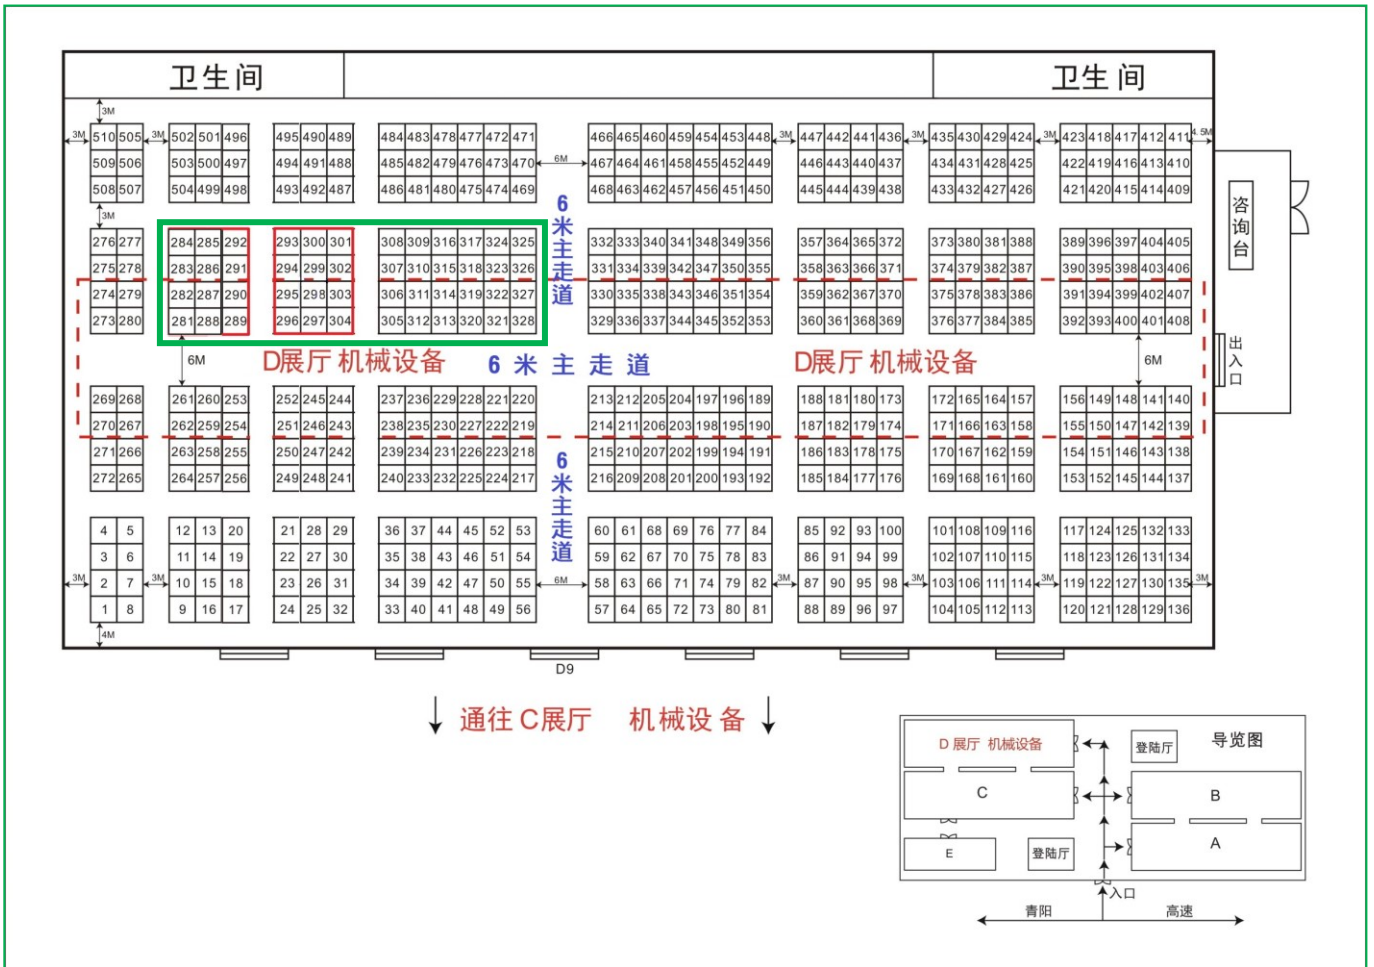 卫生间 卫生间
3M
3M 510 505 3M 502 501 496 495 490 489 484 483 478 477 472 471 466 465 460 459 454 453 448 3M 447 442 441 436 3M 435 430 429 424 3M 423 418 417 412 411 4.5M
509 506 503 500 497 494 491 488 485 482 479 476 473 470 6M 467 464 461 458 455 452 449 446 443 440 437 434 431 428 425 422 419 416 413 410
508 507 504 499 498 493 492 487 486 481 480 475 474 469 468 463 462 457 456 451 450 445 444 439 438 433 432 427 426 421 420 415 414 409
3M
6米主走道
咨询台
276 277 284 285 292 293 300 301 308 309 316 317 324 325 332 333 340 341 348 349 356 357 364 365 372 373 380 381 388 389 396 397 404 405
275 278 283 286 291 294 299 302 307 310 315 318 323 326 331 334 339 342 347 350 355 358 363 366 371 374 379 382 387 390 395 398 403 406
274 279 282 287 290 295 298 303 306 311 314 319 322 327 330 335 338 343 346 351 354 359 362 367 370 375 378 383 386 391 394 399 402 407
273 280 281 288 289 296 297 304 305 312 313 320 321 328 329 336 337 344 345 352 353 360 361 368 369 376 377 384 385 392 393 400 401 408
6M D展厅 机械设备 6 米 主 走 道 D展厅 机械设备 6M 出入口
269 268 261 260 253 252 245 244 237 236 229 228 221 220 213 212 205 204 197 196 189 188 181 180 173 172 165 164 157 156 149 148 141 140
270 267 262 259 254 251 246 243 238 235 230 227 222 219 214 211 206 203 198 195 190 187 182 179 174 171 166 163 158 155 150 147 142 139
271 266 263 258 255 250 247 242 239 234 231 226 223 218 215 210 207 202 199 194 191 186 183 178 175 170 167 162 159 154 151 146 143 138
272 265 264 257 256 249 248 241 240 233 232 225 224 217 216 209 208 201 200 193 192 185 184 177 176 169 168 161 160 153 152 145 144 137
6米主走道
4 5 12 13 20 21 28 29 36 37 44 45 52 53 60 61 68 69 76 77 84 85 92 93 100 101 108 109 116 117 124 125 132 133
3 6 11 14 19 22 27 30 35 38 43 46 51 54 59 62 67 70 75 78 83 86 91 94 99 102 107 110 115 118 123 126 131 134
3M 2 7 3M 10 15 18 23 26 31 34 39 42 47 50 55 6M 58 63 66 71 74 79 82 3M 87 90 95 98 3M 103 106 111 114 3M 119 122 127 130 135 3M
1 8 9 16 17 24 25 32 33 40 41 48 49 56 57 64 65 72 73 80 81 88 89 96 97 104 105 112 113 120 121 128 129 136
4M
D9
通往 C展厅 机械设备
D 展厅 机械设备 登陆厅 导览图
C B
E 登陆厅 A
入口
青阳 高速